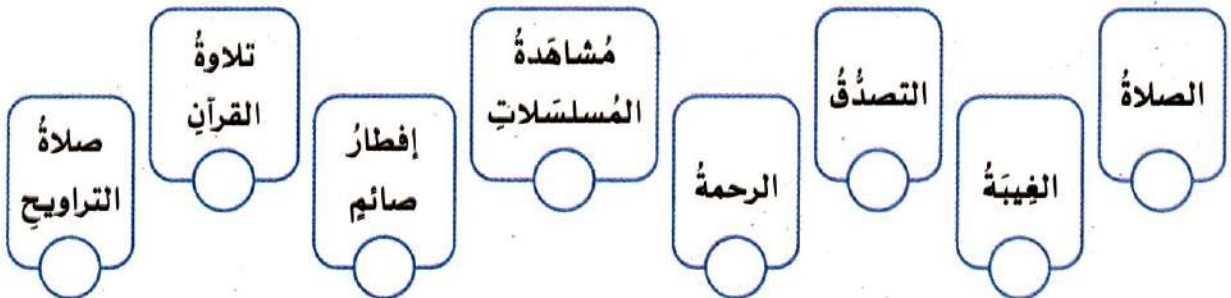 الصلاةُ
الغِيبَةُ
التصدُّقُ
الرحمةُ
مُشاهَدةُ
المُسلسَلاتِ
إفطارُ
صائمٍ
تلاوةُ
القرآنِ
صلاةُ
التراويحِ